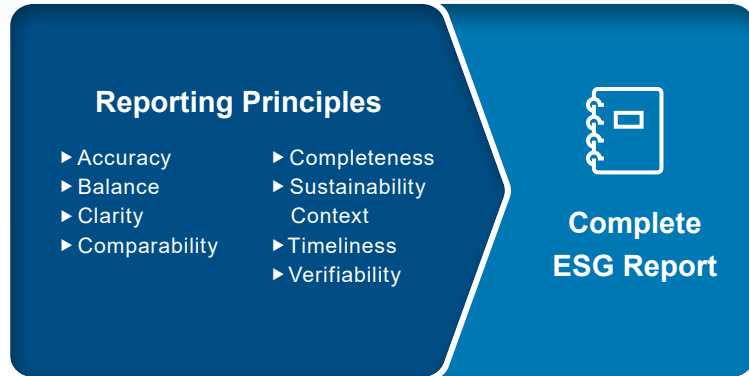 Reporting Principles
▶ Accuracy
▶ Balance
▶ Clarity
▶ Comparability
▶ Completeness
▶ Sustainability
Context
▶ Timeliness
▶ Verifiability
Complete
ESG Report